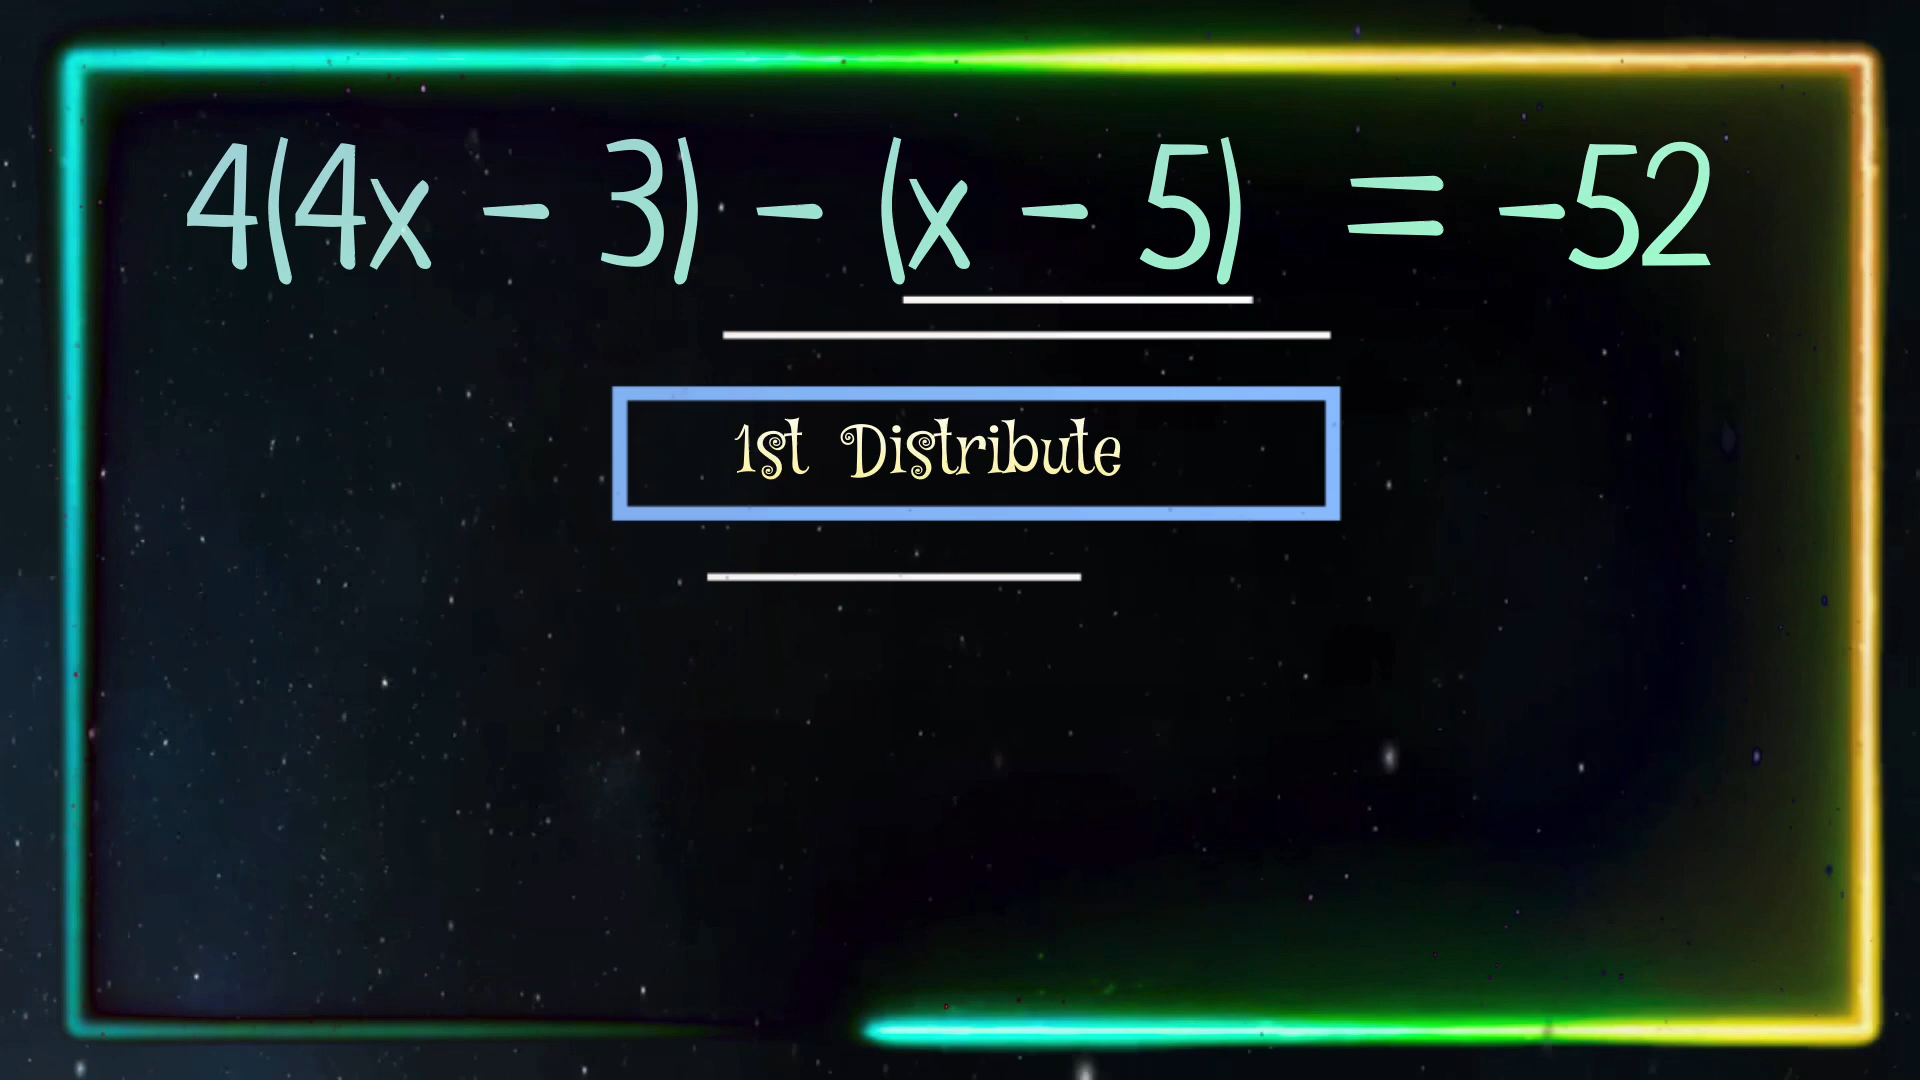 4(4x - 3) - (x - 5) = -52
1st Distribute